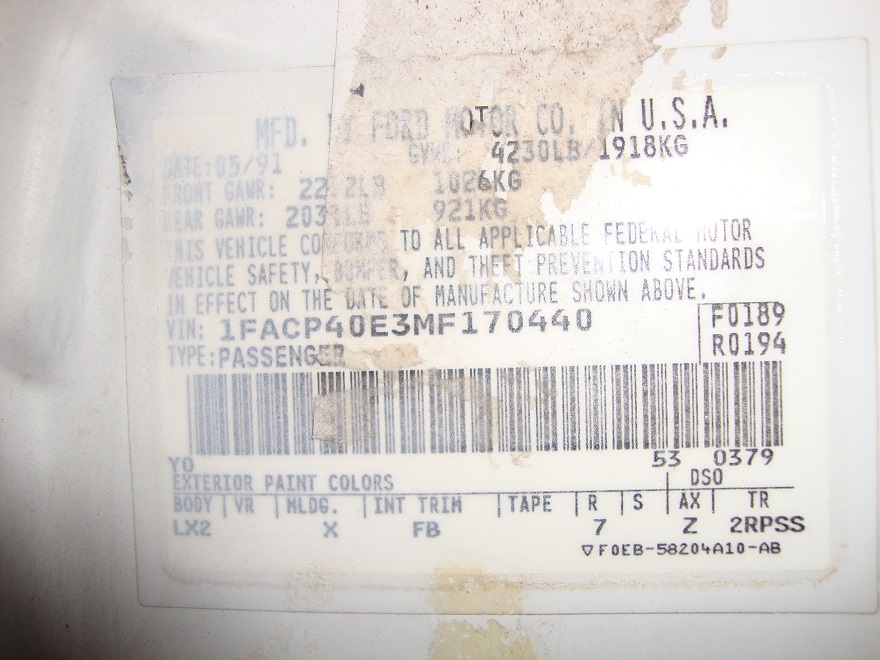 MFD. BY FORD MOTOR CO. IN U.S.A.
DATE:05/91 GVWR: 4230LB/1918KG
FRONT GAWR: 1026KG
REAR GAWR: 921KG
THIS VEHICLE CONFORMS TO ALL APPLICABLE FEDERAL MOTOR
VEHICLE SAFETY, BUMPER, AND THEFT PREVENTION STANDARDS
IN EFFECT ON THE DATE OF MANUFACTURE SHOWN ABOVE.
VIN: 1FACP40E3MF170440 F0189
TYPE:PASSENGER R0194
YO 53 0379
EXTERIOR PAINT COLORS DSO
BODY VR MLDG. INT TRIM TAPE R S AX TR
LX2 X FB 7 Z 2RPSS
F0EB-58204A10-AB